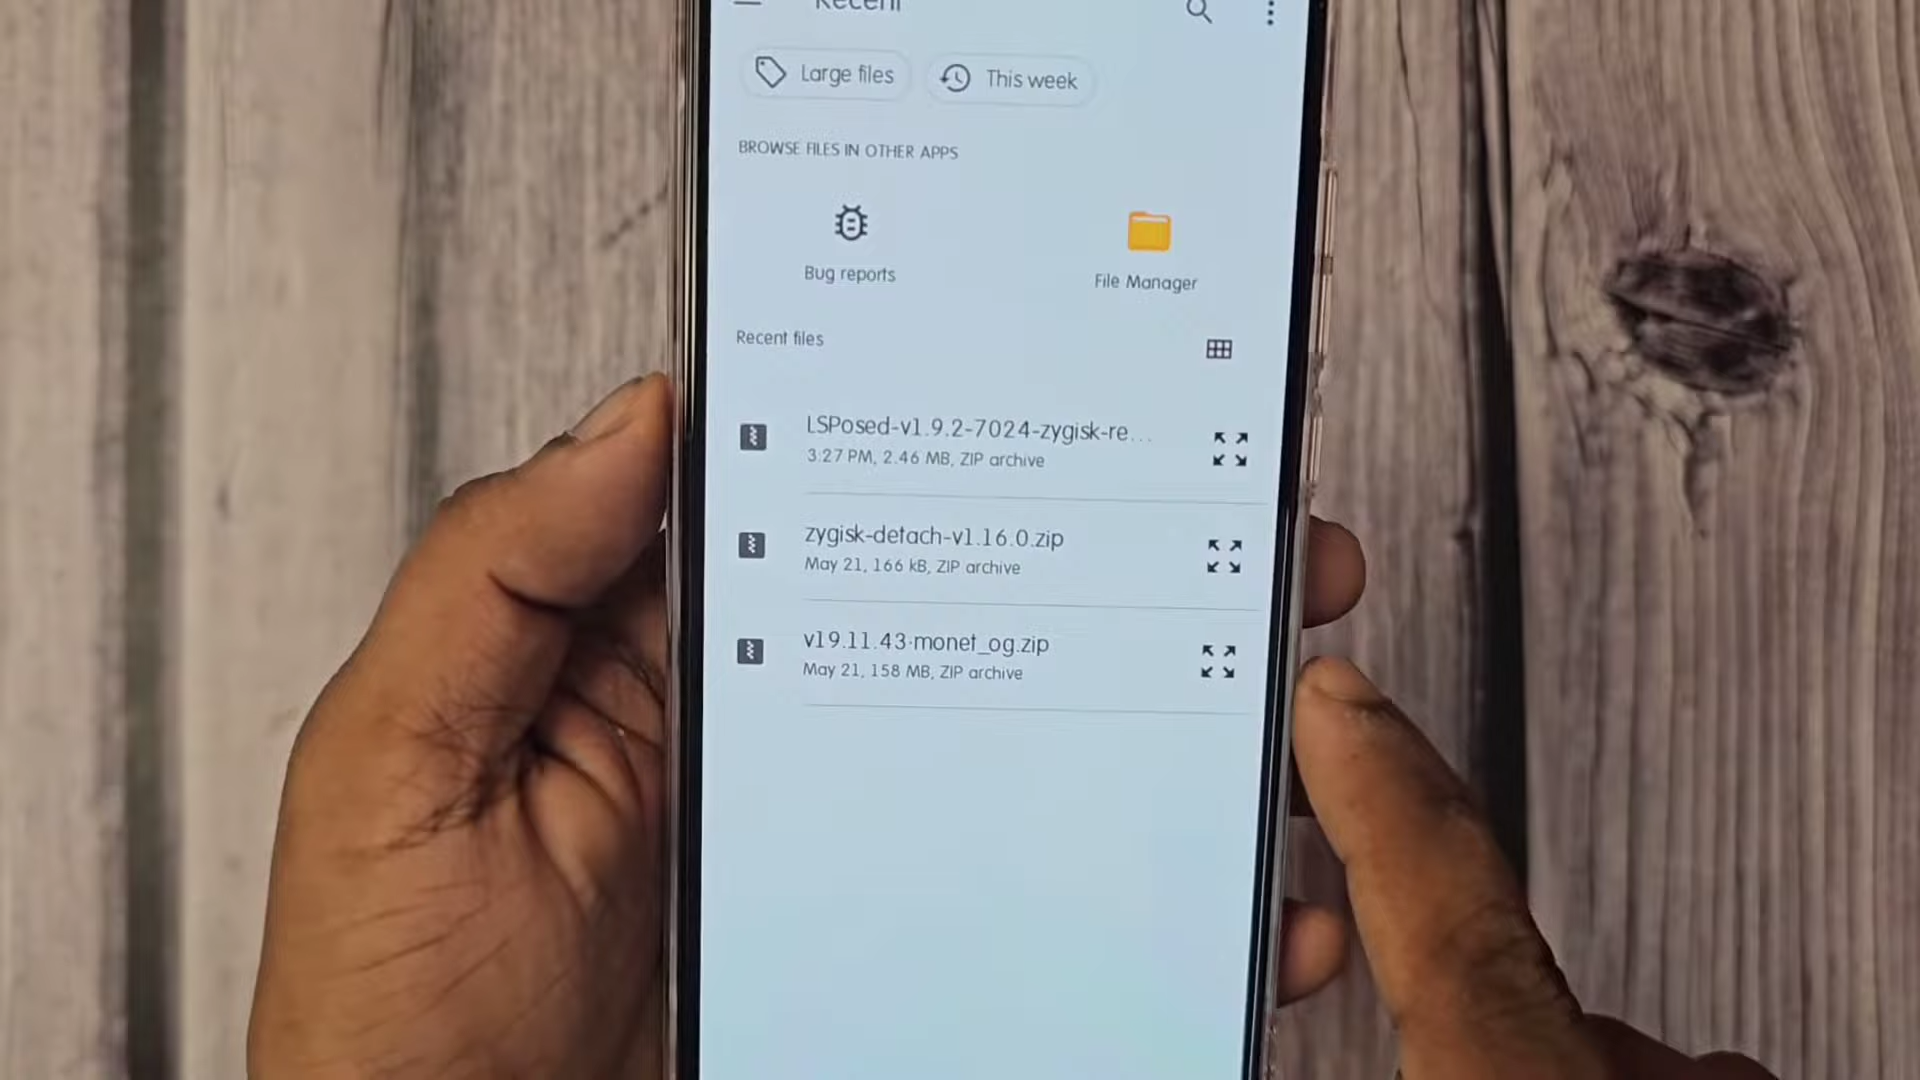 Recent
Large files
This week
BROWSE FILES IN OTHER APPS
Bug reports
File Manager
Recent files
LSPosed-v1.9.2-7024-zygisk-re...
3:27 PM, 2.46 MB, ZIP archive
zygisk-detach-v1.16.0.zip
May 21, 166 kB, ZIP archive
v19.11.43-monet_og.zip
May 21, 158 MB, ZIP archive